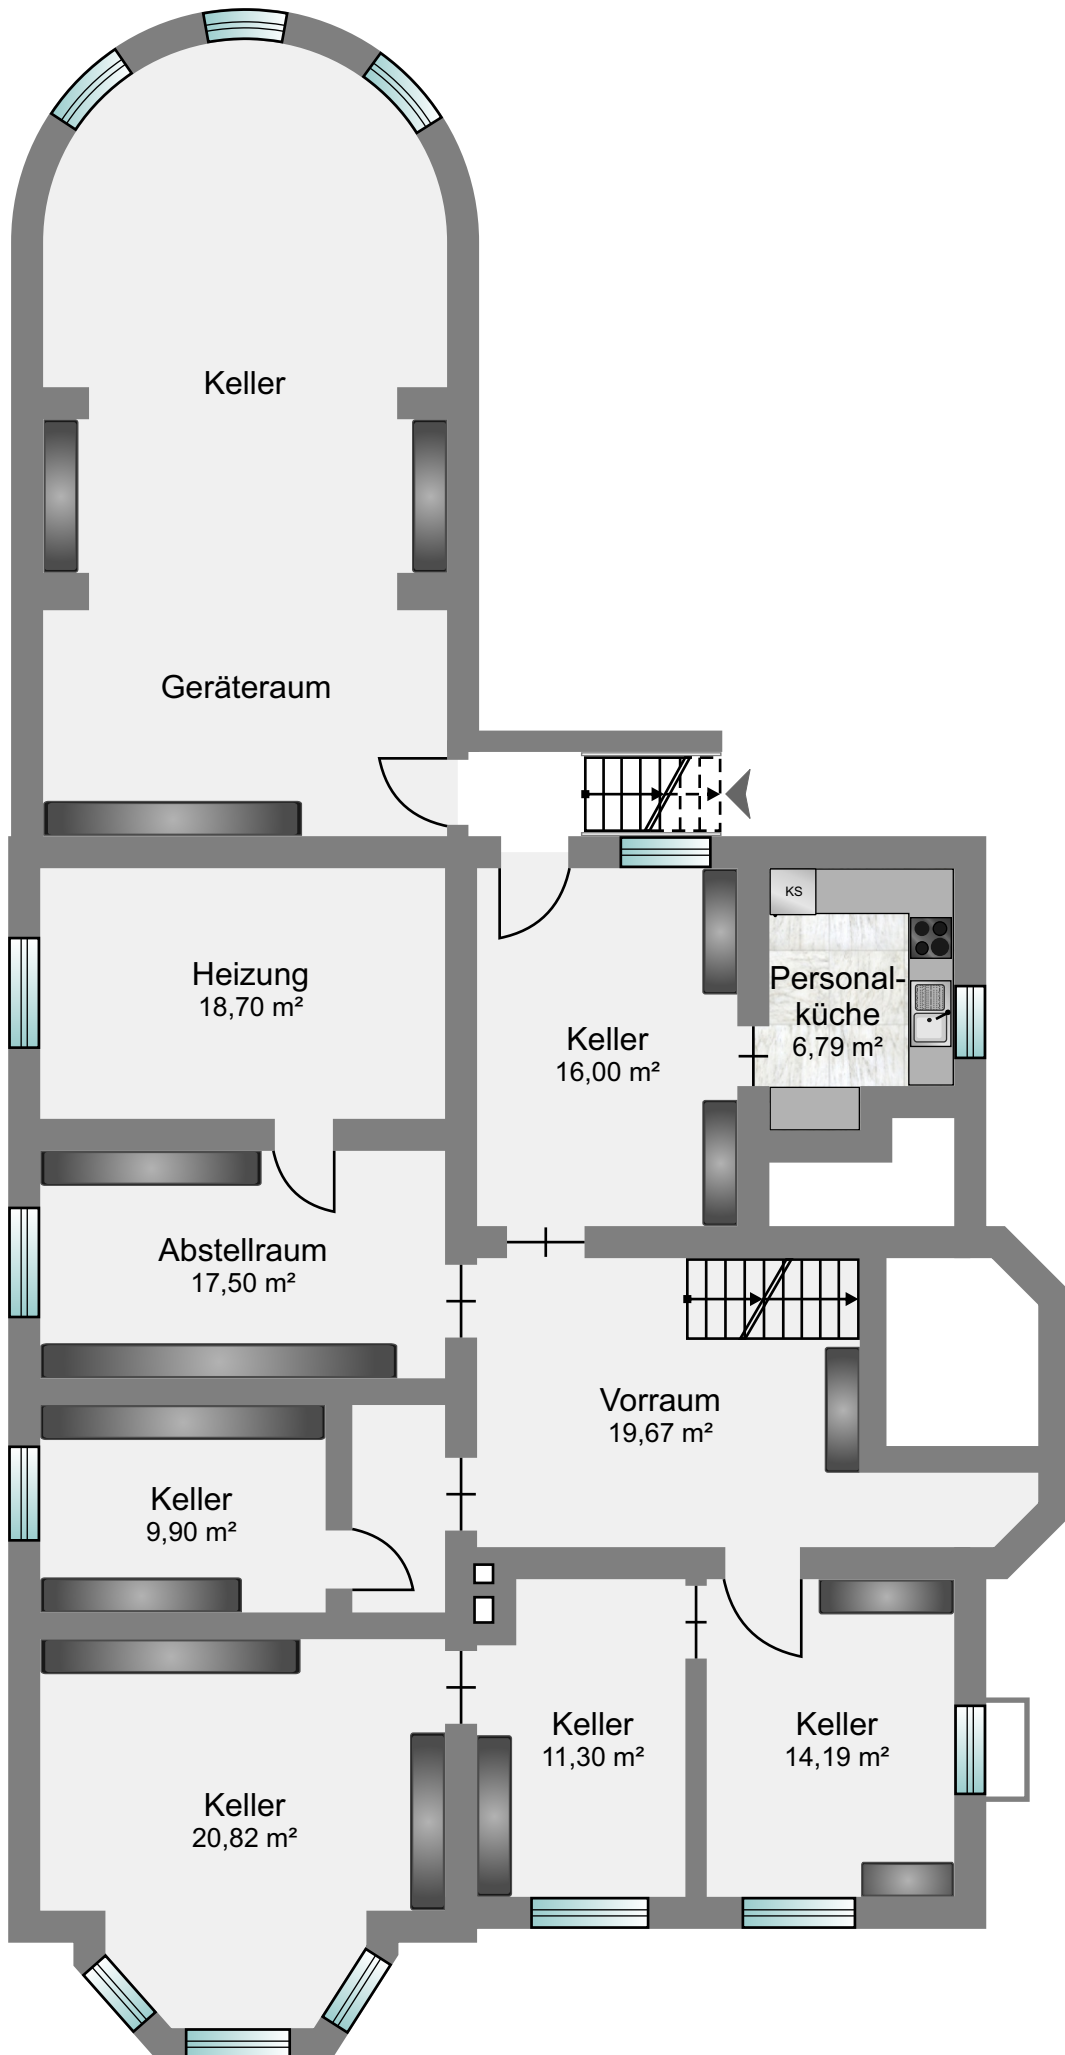 Keller
Geräteraum
KS
Heizung
18,70 m²
Personal-
küche
6,79 m²
Keller
16,00 m²
Abstellraum
17,50 m²
Vorraum
19,67 m²
Keller
9,90 m²
Keller
11,30 m²
Keller
14,19 m²
Keller
20,82 m²